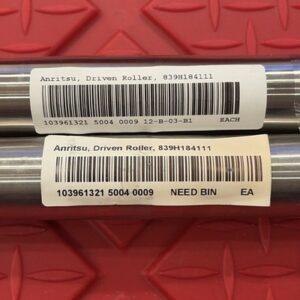 Anritsu, Driven Roller, 839H184111
103961321 5004 0009 12-B-03-B1 EACH
Anritsu, Driven Roller, 839H184111
103961321 5004 0009 NEED BIN EA